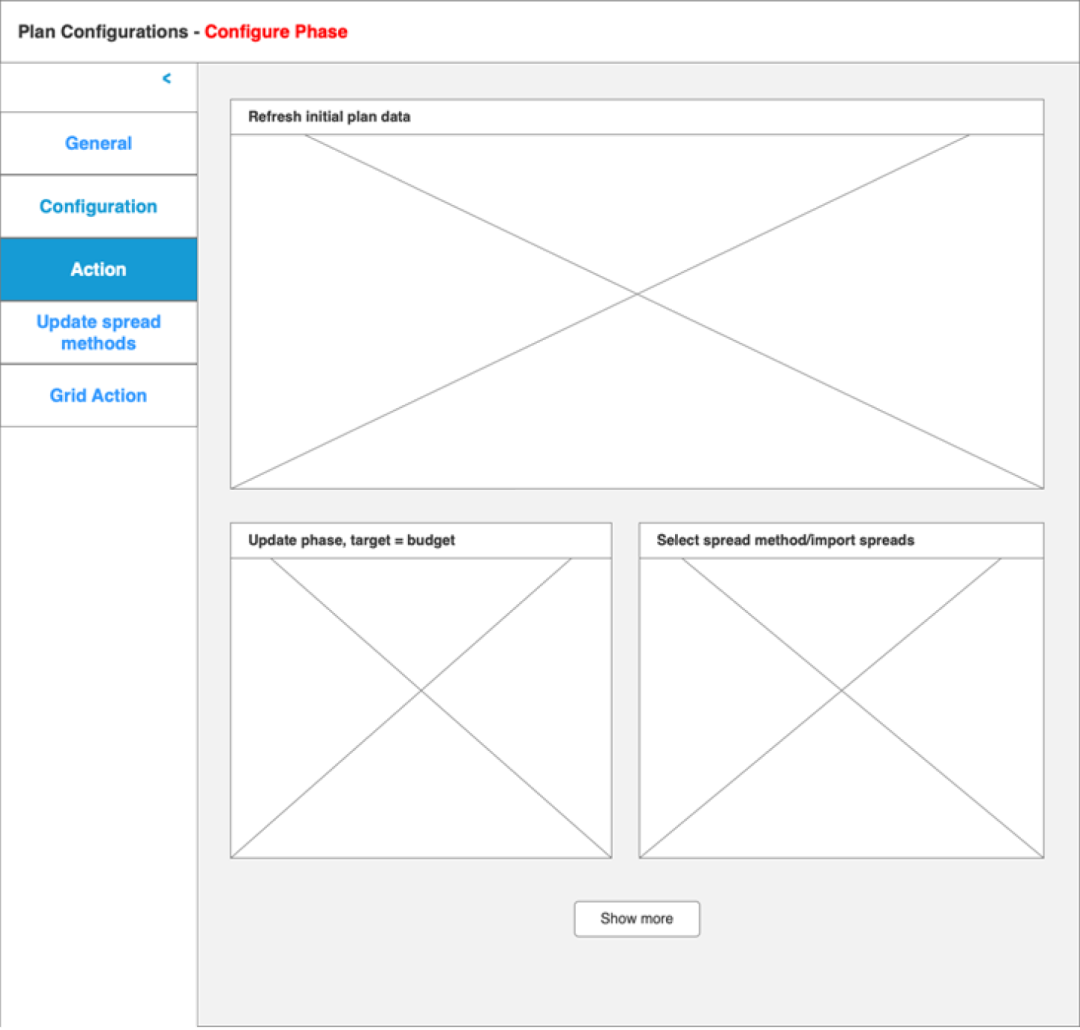 Plan Configurations - Configure Phase
<
General
Configuration
Action
Update spread
methods
Grid Action
Refresh initial plan data
Update phase, target = budget
Select spread method/import spreads
Show more